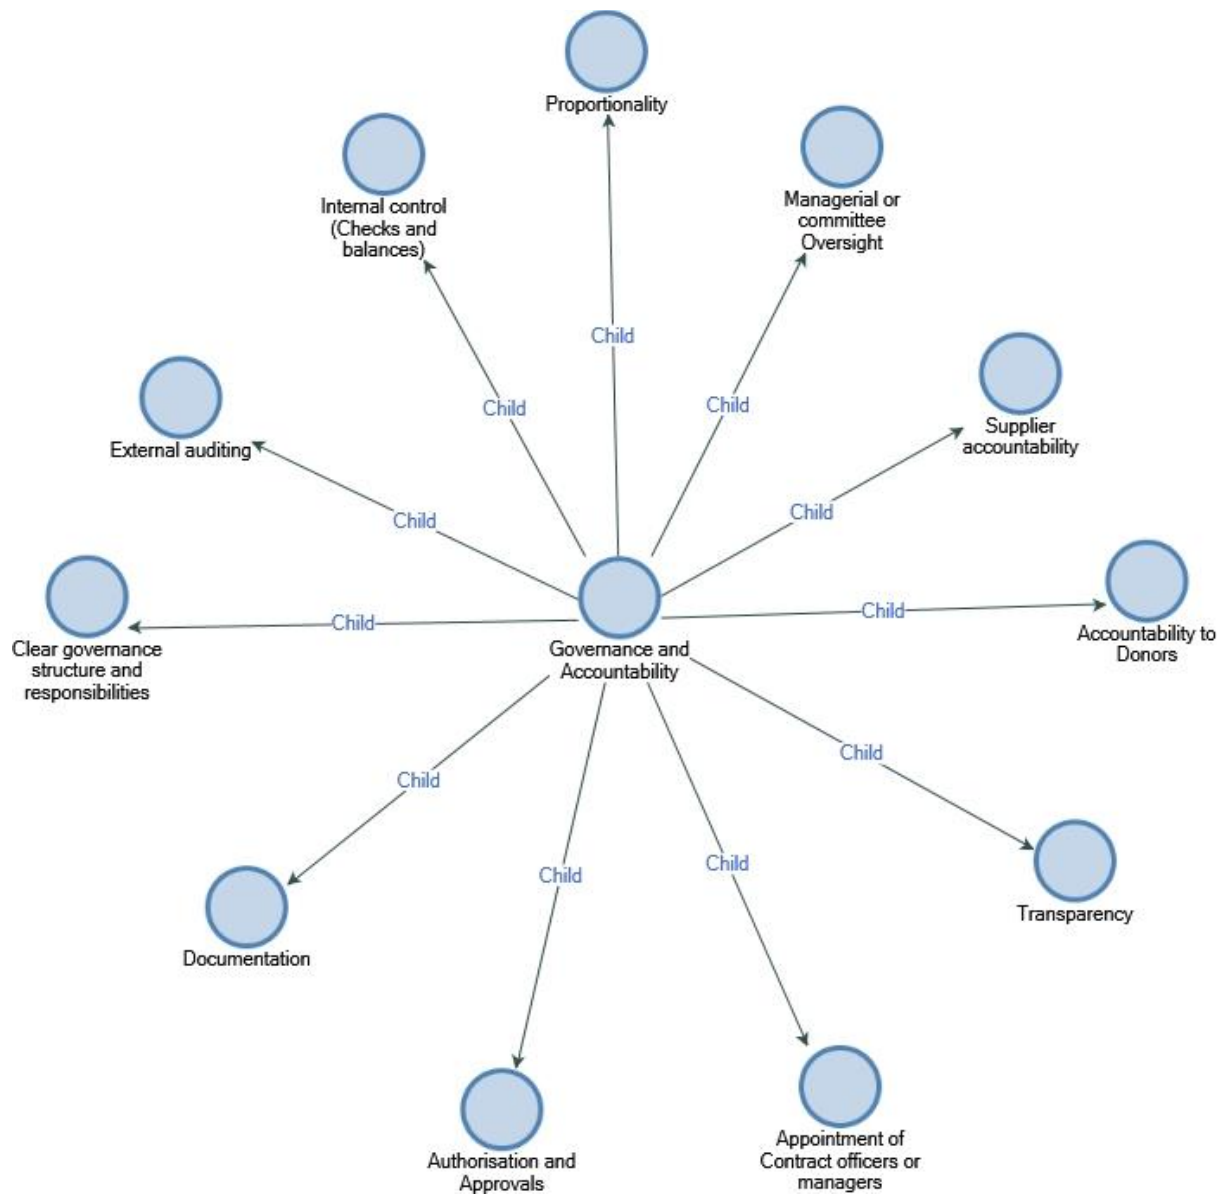 Proportionality
Internal control
(Checks and
balances)
Managerial or
committee
Oversight
Child
Child
Child
External auditing
Supplier
accountability
Child
Child
Clear governance
structure and
responsibilities
Child
Governance and
Accountability
Child
Accountability to
Donors
Child
Child
Child
Child
Documentation
Transparency
Authorisation and
Approvals
Appointment of
Contract officers or
managers